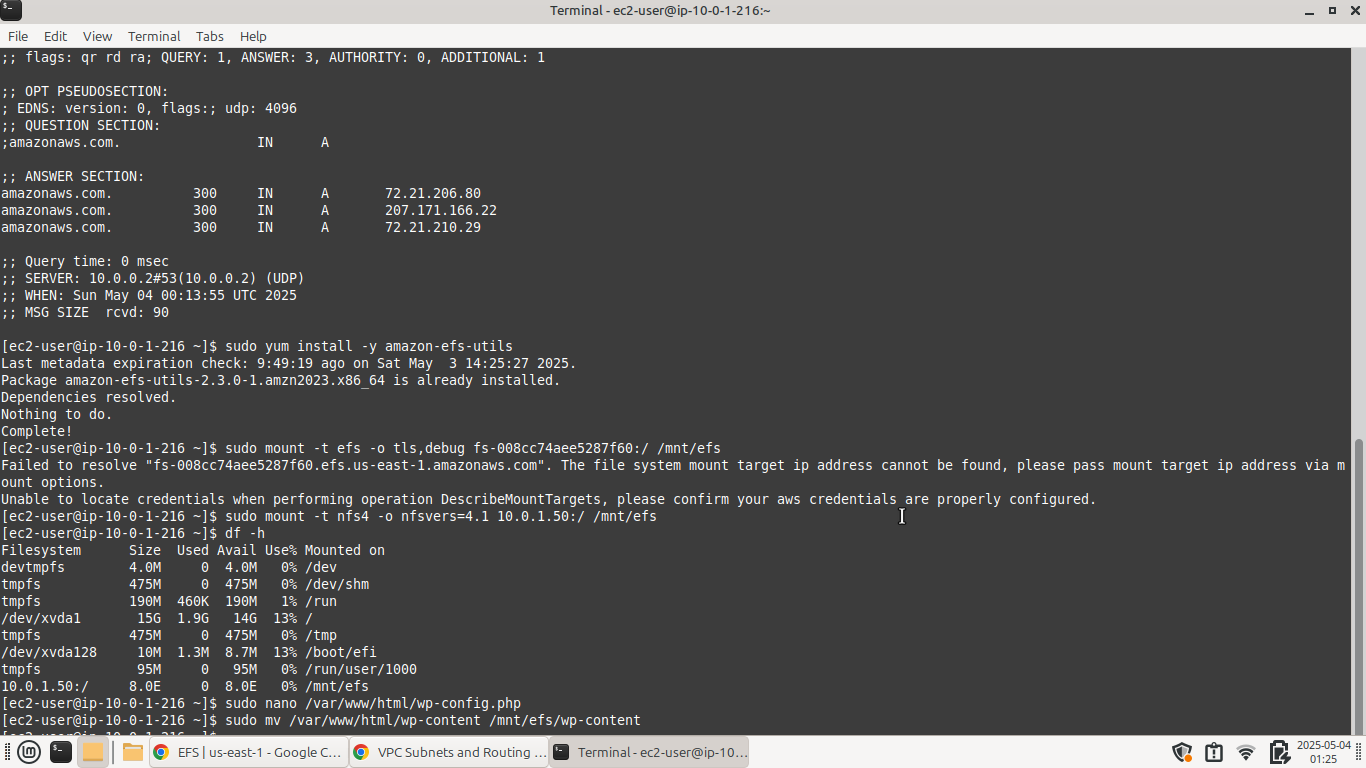 Terminal - ec2-user@ip-10-0-1-216:~
File Edit View Terminal Tabs Help
;; flags: qr rd ra; QUERY: 1, ANSWER: 3, AUTHORITY: 0, ADDITIONAL: 1
;; OPT PSEUDOSECTION:
; EDNS: version: 0, flags:; udp: 4096
;; QUESTION SECTION:
;amazonaws.com. IN A
;; ANSWER SECTION:
amazonaws.com. 300 IN A 72.21.206.80
amazonaws.com. 300 IN A 207.171.166.22
amazonaws.com. 300 IN A 72.21.210.29
;; Query time: 0 msec
;; SERVER: 10.0.0.2#53(10.0.0.2) (UDP)
;; WHEN: Sun May 04 00:13:55 UTC 2025
;; MSG SIZE  rcvd: 90
[ec2-user@ip-10-0-1-216 ~]$ sudo yum install -y amazon-efs-utils
Last metadata expiration check: 9:49:19 ago on Sat May  3 14:25:27 2025.
Package amazon-efs-utils-2.3.0-1.amzn2023.x86_64 is already installed.
Dependencies resolved.
Nothing to do.
Complete!
[ec2-user@ip-10-0-1-216 ~]$ sudo mount -t efs -o tls,debug fs-008cc74aee5287f60:/ /mnt/efs
Failed to resolve "fs-008cc74aee5287f60.efs.us-east-1.amazonaws.com". The file system mount target ip address cannot be found, please pass mount target ip address via m
ount options.
Unable to locate credentials when performing operation DescribeMountTargets, please confirm your aws credentials are properly configured.
[ec2-user@ip-10-0-1-216 ~]$ sudo mount -t nfs4 -o nfsvers=4.1 10.0.1.50:/ /mnt/efs
[ec2-user@ip-10-0-1-216 ~]$ df -h
Filesystem Size Used Avail Use% Mounted on
devtmpfs 4.0M 0 4.0M 0% /dev
tmpfs 475M 0 475M 0% /dev/shm
tmpfs 190M 460K 190M 1% /run
/dev/xvda1 15G 1.9G 14G 13% /
tmpfs 475M 0 475M 0% /tmp
/dev/xvda128 10M 1.3M 8.7M 13% /boot/efi
tmpfs 95M 0 95M 0% /run/user/1000
10.0.1.50:/ 8.0E 0 8.0E 0% /mnt/efs
[ec2-user@ip-10-0-1-216 ~]$ sudo nano /var/www/html/wp-config.php
[ec2-user@ip-10-0-1-216 ~]$ sudo mv /var/www/html/wp-content /mnt/efs/wp-content
EFS | us-east-1 - Google C...
VPC Subnets and Routing ...
Terminal - ec2-user@ip-10...
2025-05-04
01:25